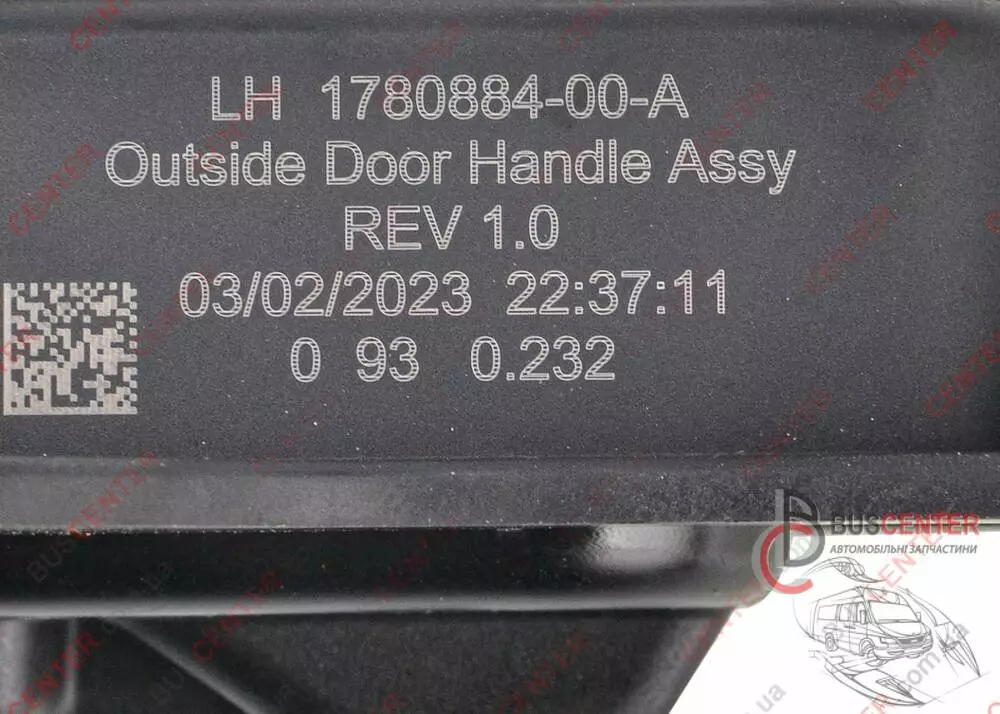 LH 1780884-00-A
Outside Door Handle Assy
REV 1.0
03/02/2023 22:37:11
0 93 0.232
BUSCENTER
АВТОМОБІЛЬНІ ЗАПЧАСТИНИ